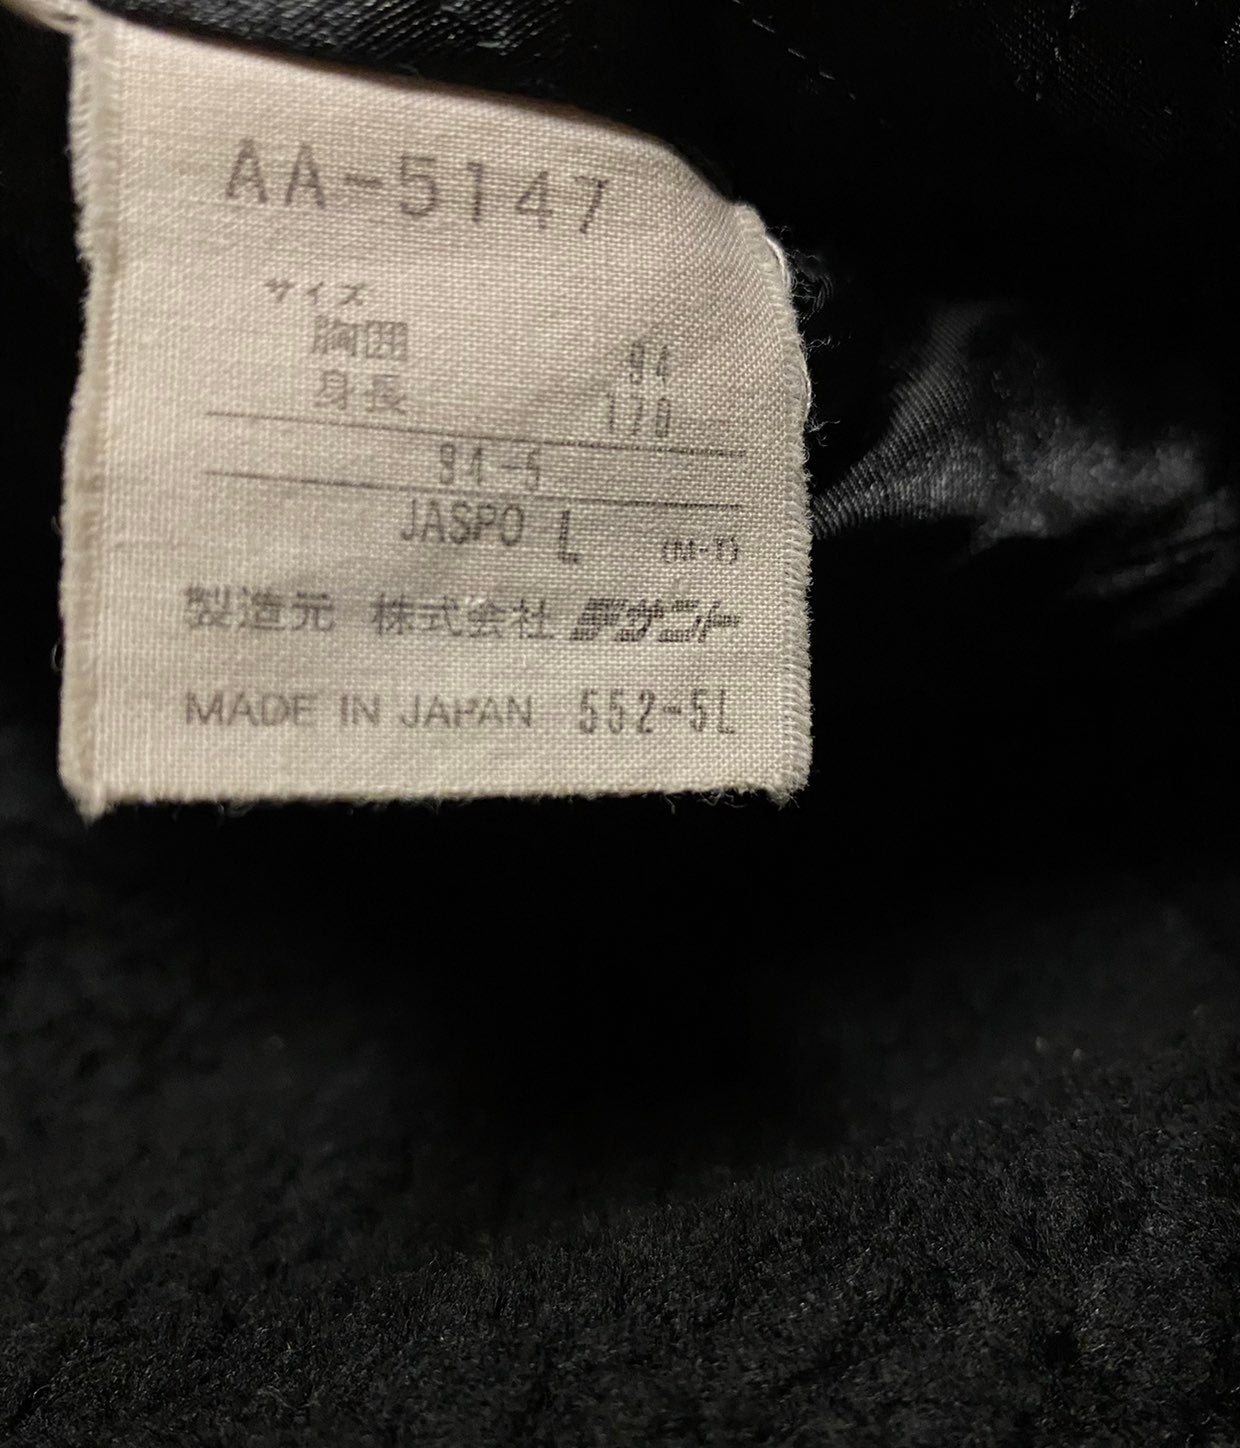 AA-5147
サイズ
胸囲 94
身長 170
94-5
JASPO L (M-T)
製造元 株式会社 デサント
MADE IN JAPAN 552-5L